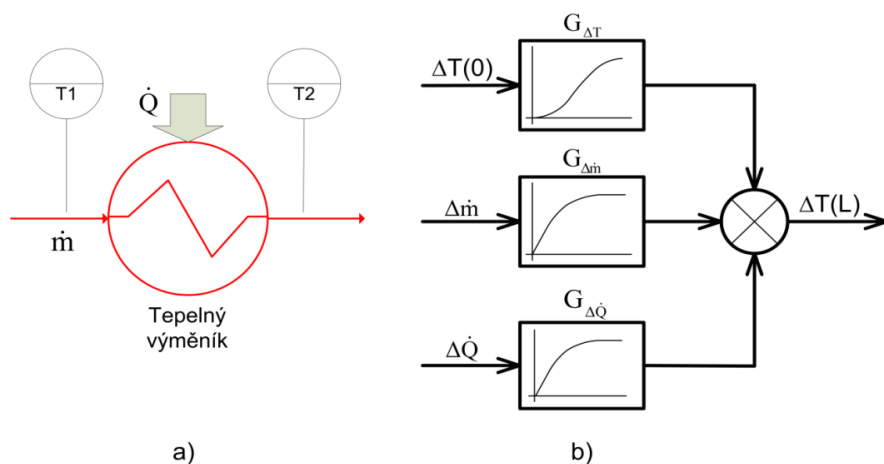 T1
Q̇
T2
ṁ
Tepelný
výměník
a)
G_ΔT
ΔT(0)
G_Δṁ
Δṁ
ΔT(L)
G_ΔQ̇
ΔQ̇
b)